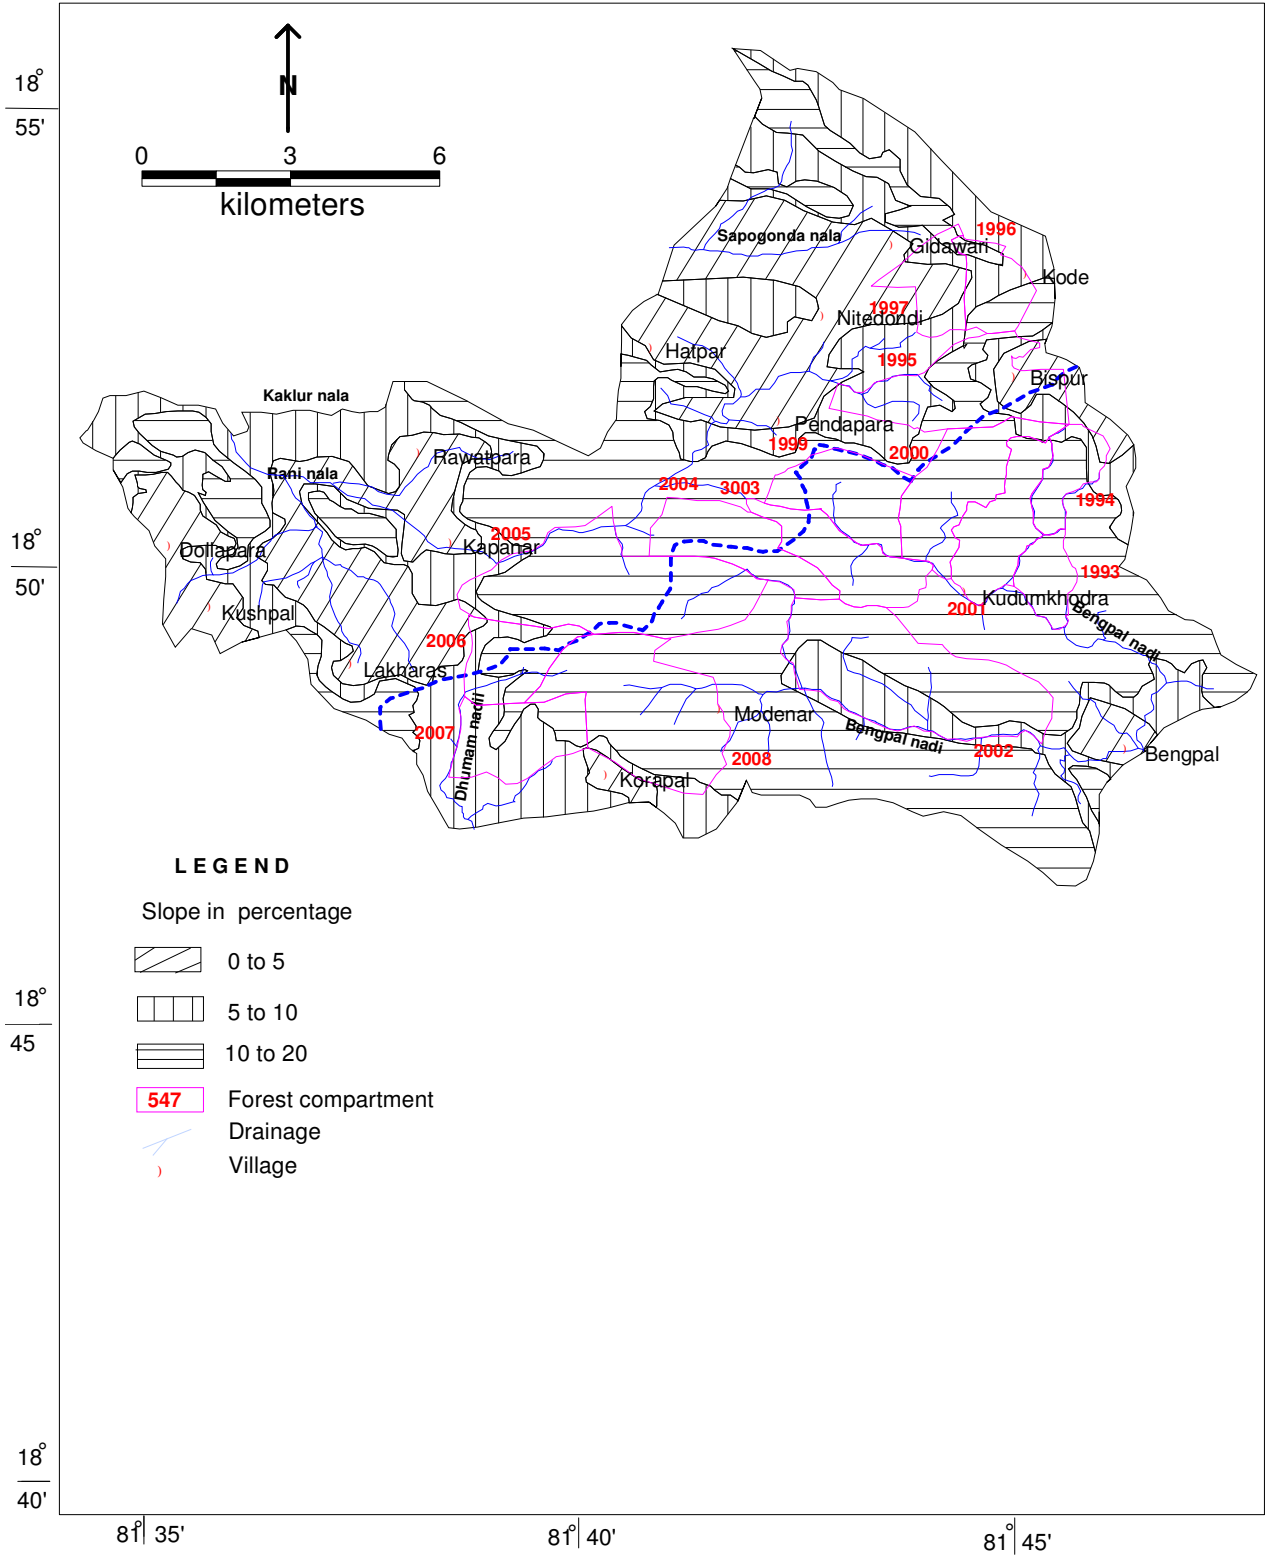 18°
55'
N
0 3 6
kilometers
1996
Sapogonda nala
Gidawari
Kode
1997
Nitedondi
Hatpar
1995
Bispur
Kaklur nala
Pendapara
1999
2000
Rawatpara
Rani nala
2004
3003
1994
18°
50'
2005
Kapanar
Dollapara
1993
Kudumkhodra
2001
Kushpal
Bengpal nadi
2006
Lakharas
Dhumam nadii
Modenar
2007
Bengpal nadi
2002
Bengpal
2008
Korapal
LEGEND
Slope in percentage
0 to 5
5 to 10
10 to 20
547 Forest compartment
Drainage
Village
18°
45
18°
40'
81° 35'
81° 40'
81° 45'